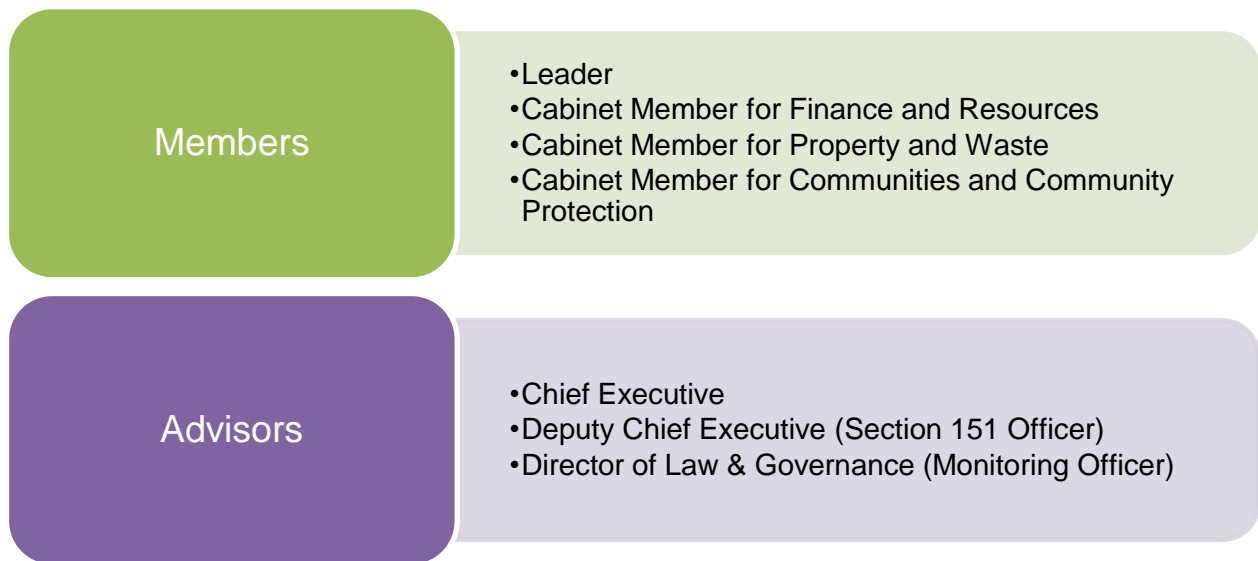 Members
•Leader
•Cabinet Member for Finance and Resources
•Cabinet Member for Property and Waste
•Cabinet Member for Communities and Community
Protection
Advisors
•Chief Executive
•Deputy Chief Executive (Section 151 Officer)
•Director of Law & Governance (Monitoring Officer)